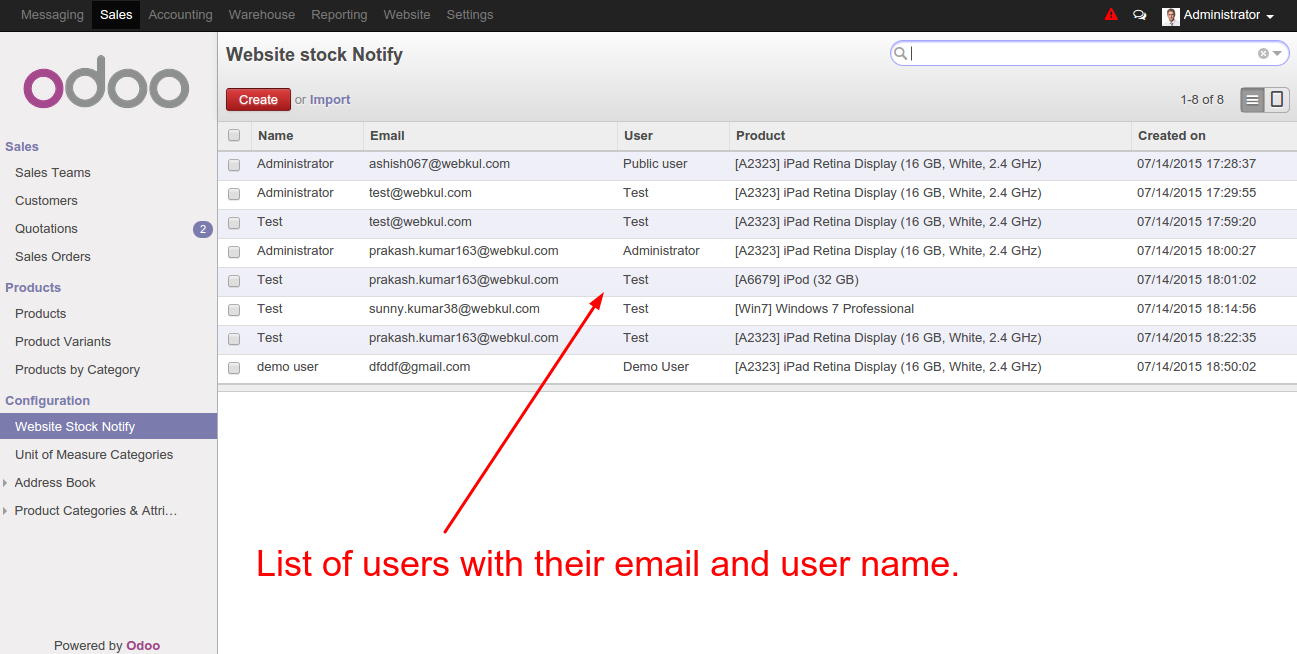 Messaging Sales Accounting Warehouse Reporting Website Settings Administrator
odoo
Sales
Sales Teams
Customers
Quotations 2
Sales Orders
Products
Products
Product Variants
Products by Category
Configuration
Website Stock Notify
Unit of Measure Categories
Address Book
Product Categories & Attri…
Powered by Odoo
Website stock Notify
Create or Import 1-8 of 8
Name Email User Product Created on
Administrator ashish067@webkul.com Public user [A2323] iPad Retina Display (16 GB, White, 2.4 GHz) 07/14/2015 17:28:37
Administrator test@webkul.com Test [A2323] iPad Retina Display (16 GB, White, 2.4 GHz) 07/14/2015 17:29:55
Test test@webkul.com Test [A2323] iPad Retina Display (16 GB, White, 2.4 GHz) 07/14/2015 17:59:20
Administrator prakash.kumar163@webkul.com Administrator [A2323] iPad Retina Display (16 GB, White, 2.4 GHz) 07/14/2015 18:00:27
Test prakash.kumar163@webkul.com Test [A6679] iPod (32 GB) 07/14/2015 18:01:02
Test sunny.kumar38@webkul.com Test [Win7] Windows 7 Professional 07/14/2015 18:14:56
Test prakash.kumar163@webkul.com Test [A2323] iPad Retina Display (16 GB, White, 2.4 GHz) 07/14/2015 18:22:35
demo user dfddf@gmail.com Demo User [A2323] iPad Retina Display (16 GB, White, 2.4 GHz) 07/14/2015 18:50:02
List of users with their email and user name.